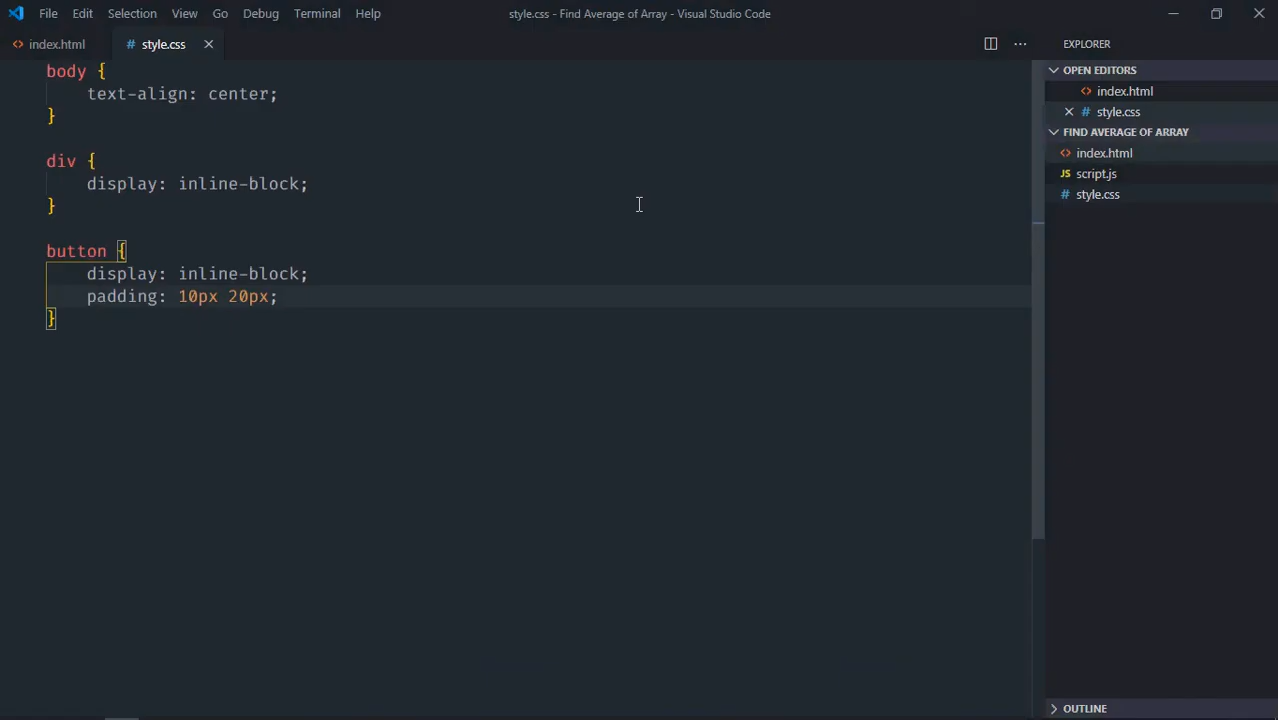 File Edit Selection View Go Debug Terminal Help
style.css - Find Average of Array - Visual Studio Code
index.html
style.css
body {
text-align: center;
}
div {
display: inline-block;
}
button {
display: inline-block;
padding: 10px 20px;
}
EXPLORER
OPEN EDITORS
index.html
style.css
FIND AVERAGE OF ARRAY
index.html
JS script.js
style.css
OUTLINE